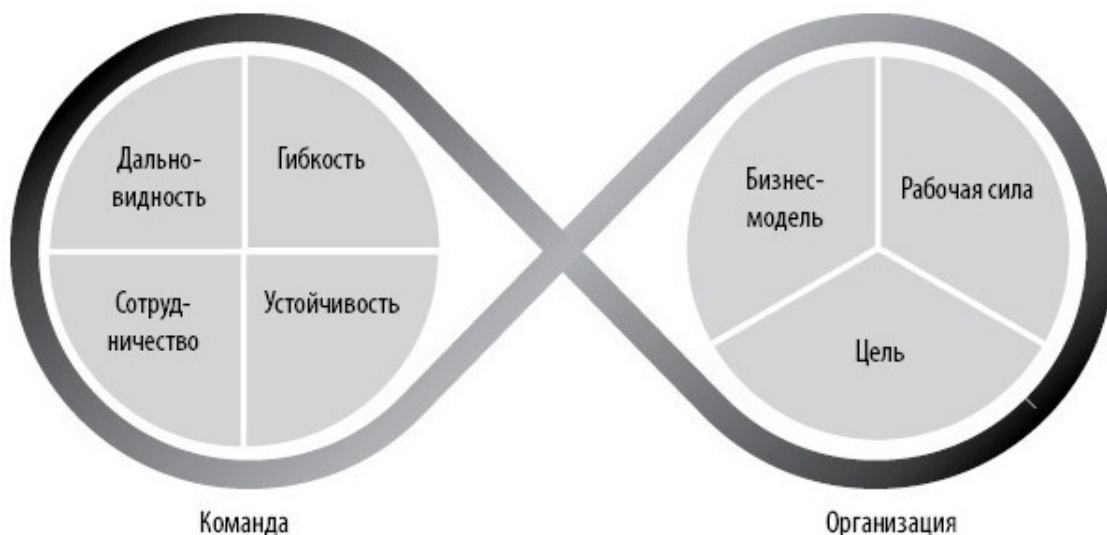 Дально-
видность
Гибкость
Сотруд-
ничество
Устойчивость
Команда
Бизнес-
модель
Рабочая сила
Цель
Организация